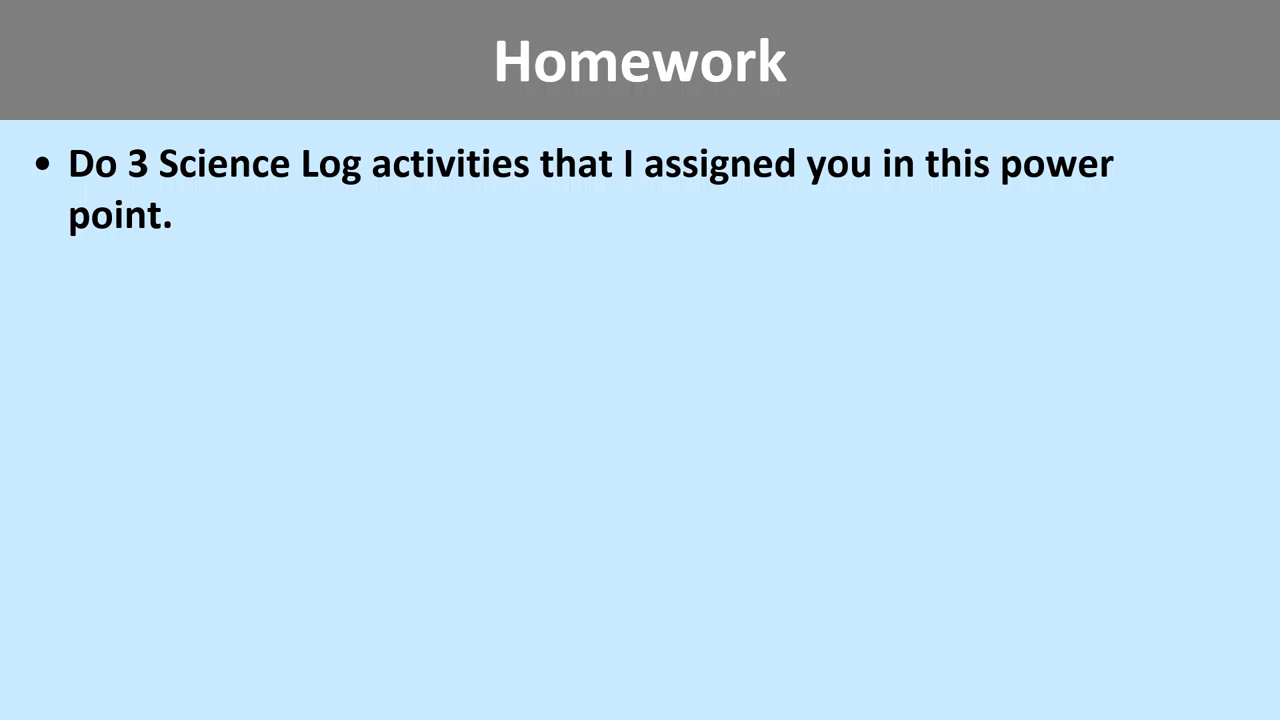 Homework
• Do 3 Science Log activities that I assigned you in this power
point.